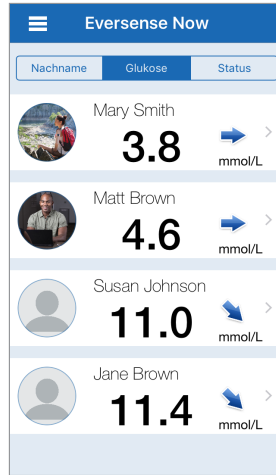 Eversense Now
Nachname Glukose Status
Mary Smith
3.8
mmol/L
Matt Brown
4.6
mmol/L
Susan Johnson
11.0
mmol/L
Jane Brown
11.4
mmol/L